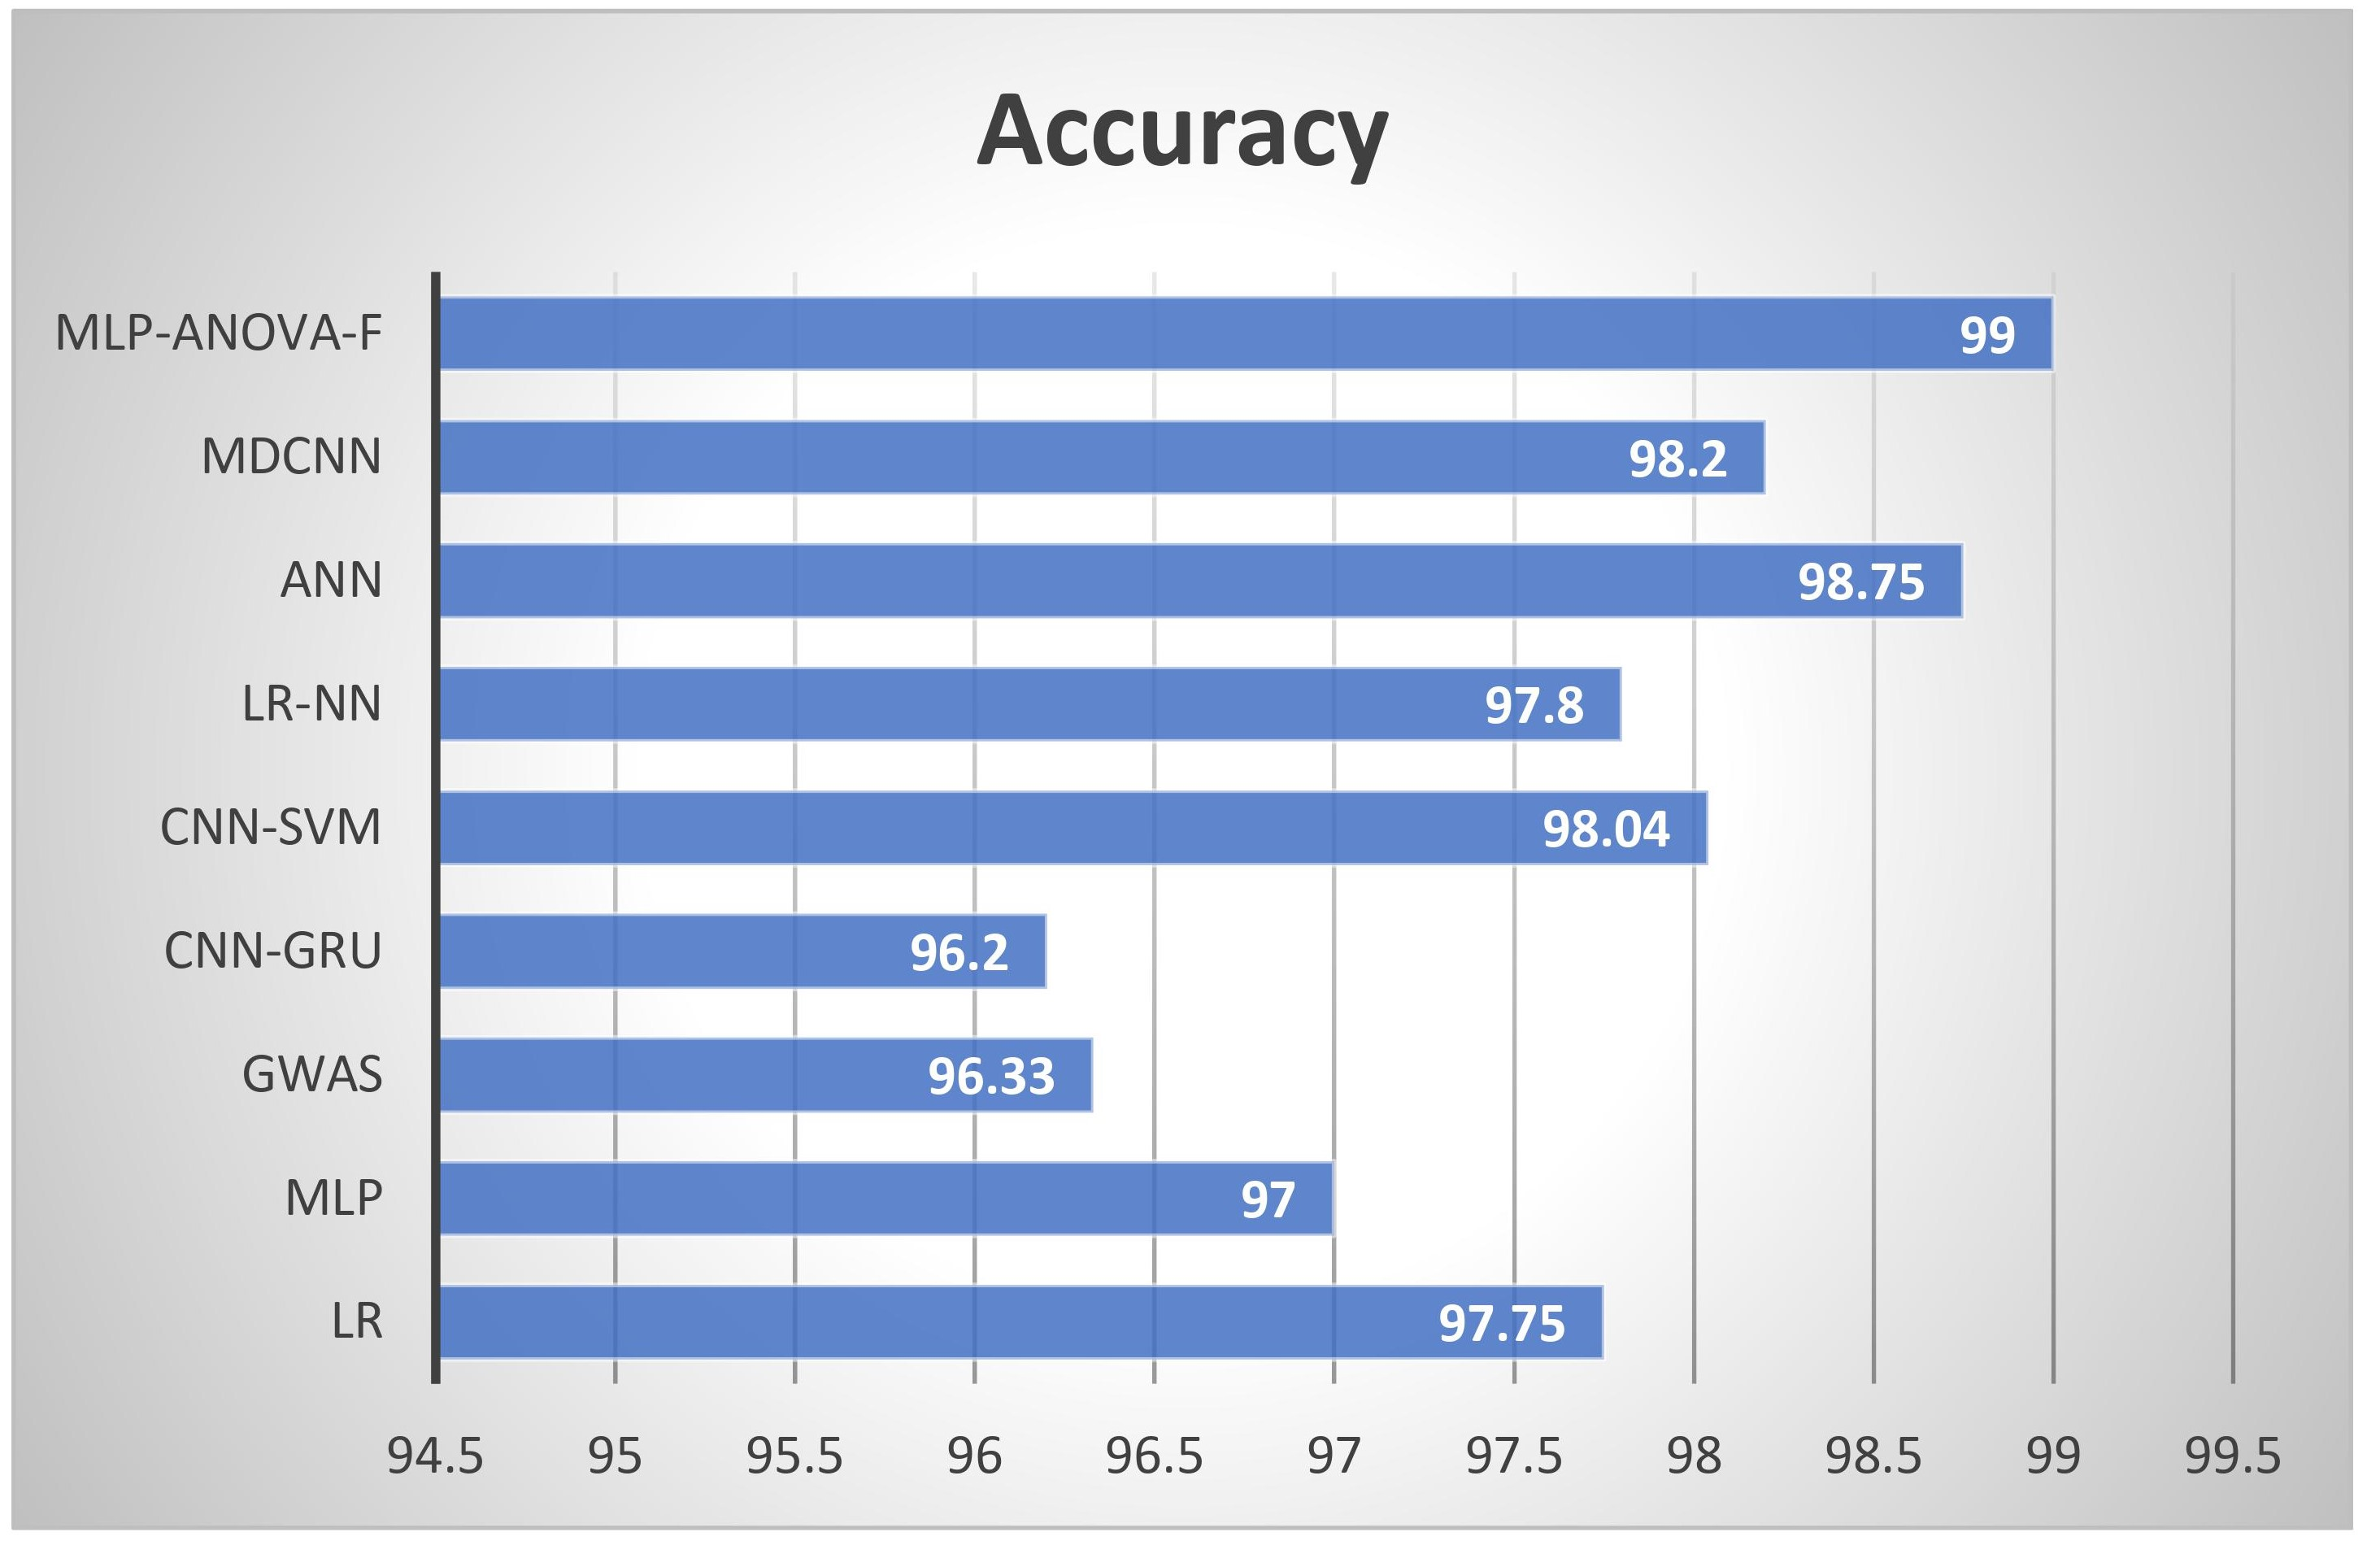 Accuracy
MLP-ANOVA-F 99
MDCNN 98.2
ANN 98.75
LR-NN 97.8
CNN-SVM 98.04
CNN-GRU 96.2
GWAS 96.33
MLP 97
LR 97.75
94.5 95 95.5 96 96.5 97 97.5 98 98.5 99 99.5